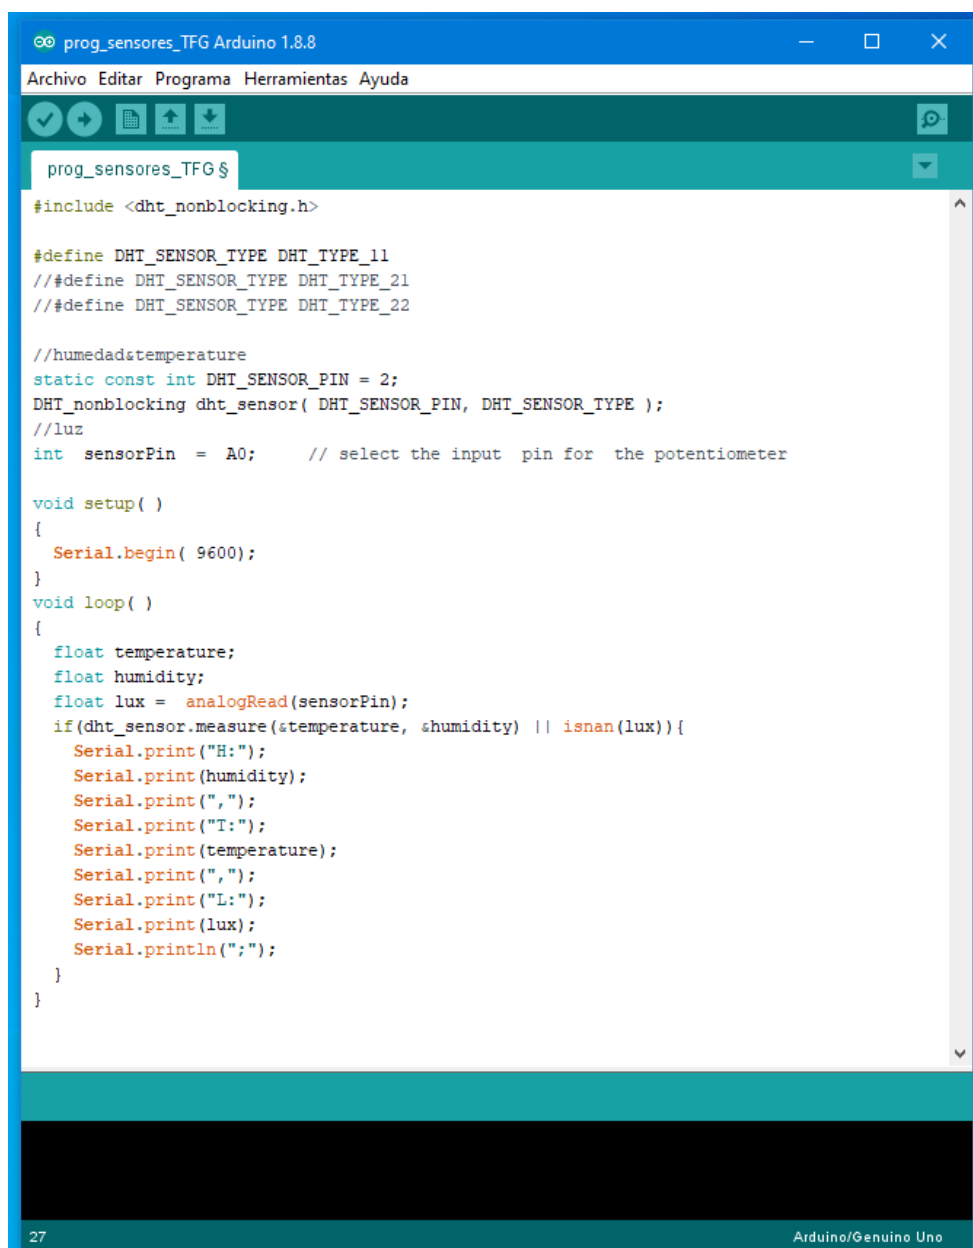 prog_sensores_TFG Arduino 1.8.8
Archivo Editar Programa Herramientas Ayuda
prog_sensores_TFG §
#include <dht_nonblocking.h>
#define DHT_SENSOR_TYPE DHT_TYPE_11
//#define DHT_SENSOR_TYPE DHT_TYPE_21
//#define DHT_SENSOR_TYPE DHT_TYPE_22
//humedad&temperature
static const int DHT_SENSOR_PIN = 2;
DHT_nonblocking dht_sensor( DHT_SENSOR_PIN, DHT_SENSOR_TYPE );
//luz
int  sensorPin  =  A0;     // select the input  pin for  the potentiometer
void setup( )
{
  Serial.begin( 9600);
}
void loop( )
{
  float temperature;
  float humidity;
  float lux =  analogRead(sensorPin);
  if(dht_sensor.measure(&temperature, &humidity) || isnan(lux)){
    Serial.print("H:");
    Serial.print(humidity);
    Serial.print(",");
    Serial.print("T:");
    Serial.print(temperature);
    Serial.print(",");
    Serial.print("L:");
    Serial.print(lux);
    Serial.println(";");
  }
}
27
Arduino/Genuino Uno